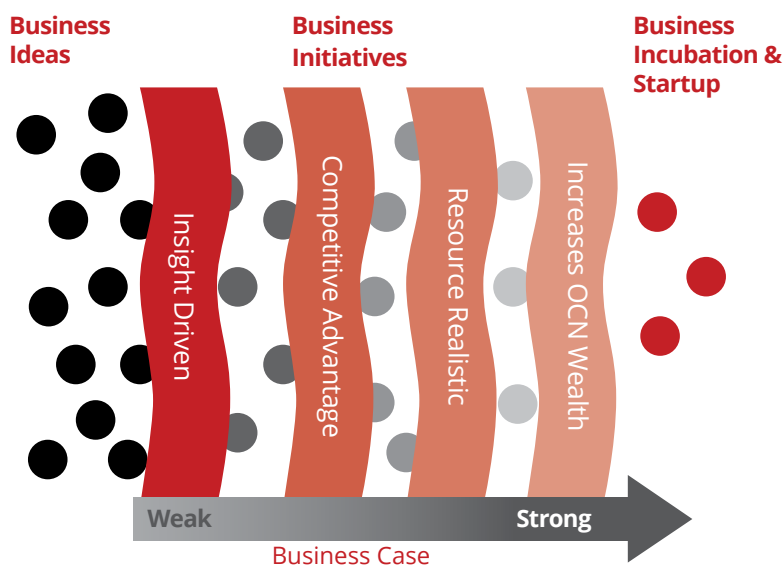 Business
Ideas
Business
Initiatives
Business
Incubation &
Startup
Insight Driven
Competitive Advantage
Resource Realistic
Increases OCN Wealth
Weak
Strong
Business Case